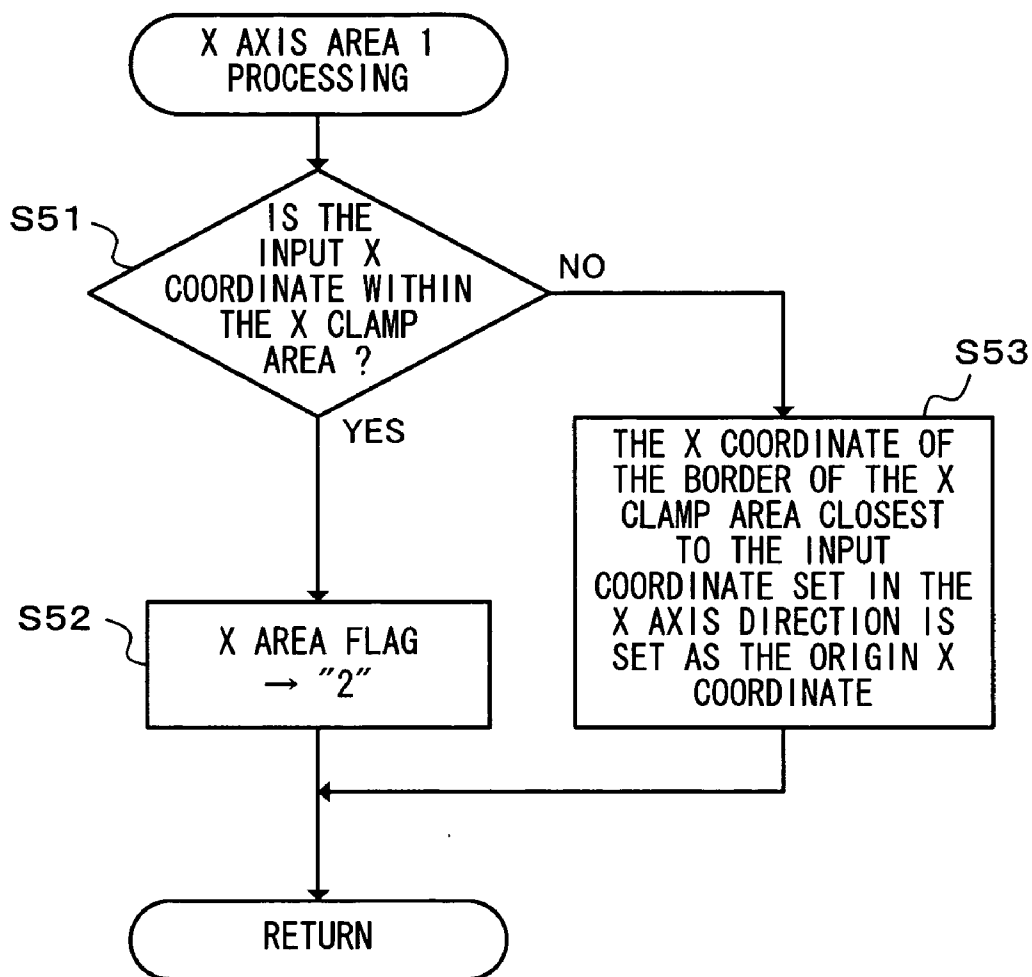 X AXIS AREA 1
PROCESSING
S51
IS THE
INPUT X
COORDINATE WITHIN
THE X CLAMP
AREA ?
NO
YES
S53
THE X COORDINATE OF
THE BORDER OF THE X
CLAMP AREA CLOSEST
TO THE INPUT
COORDINATE SET IN THE
X AXIS DIRECTION IS
SET AS THE ORIGIN X
COORDINATE
S52
X AREA FLAG
→ "2"
RETURN